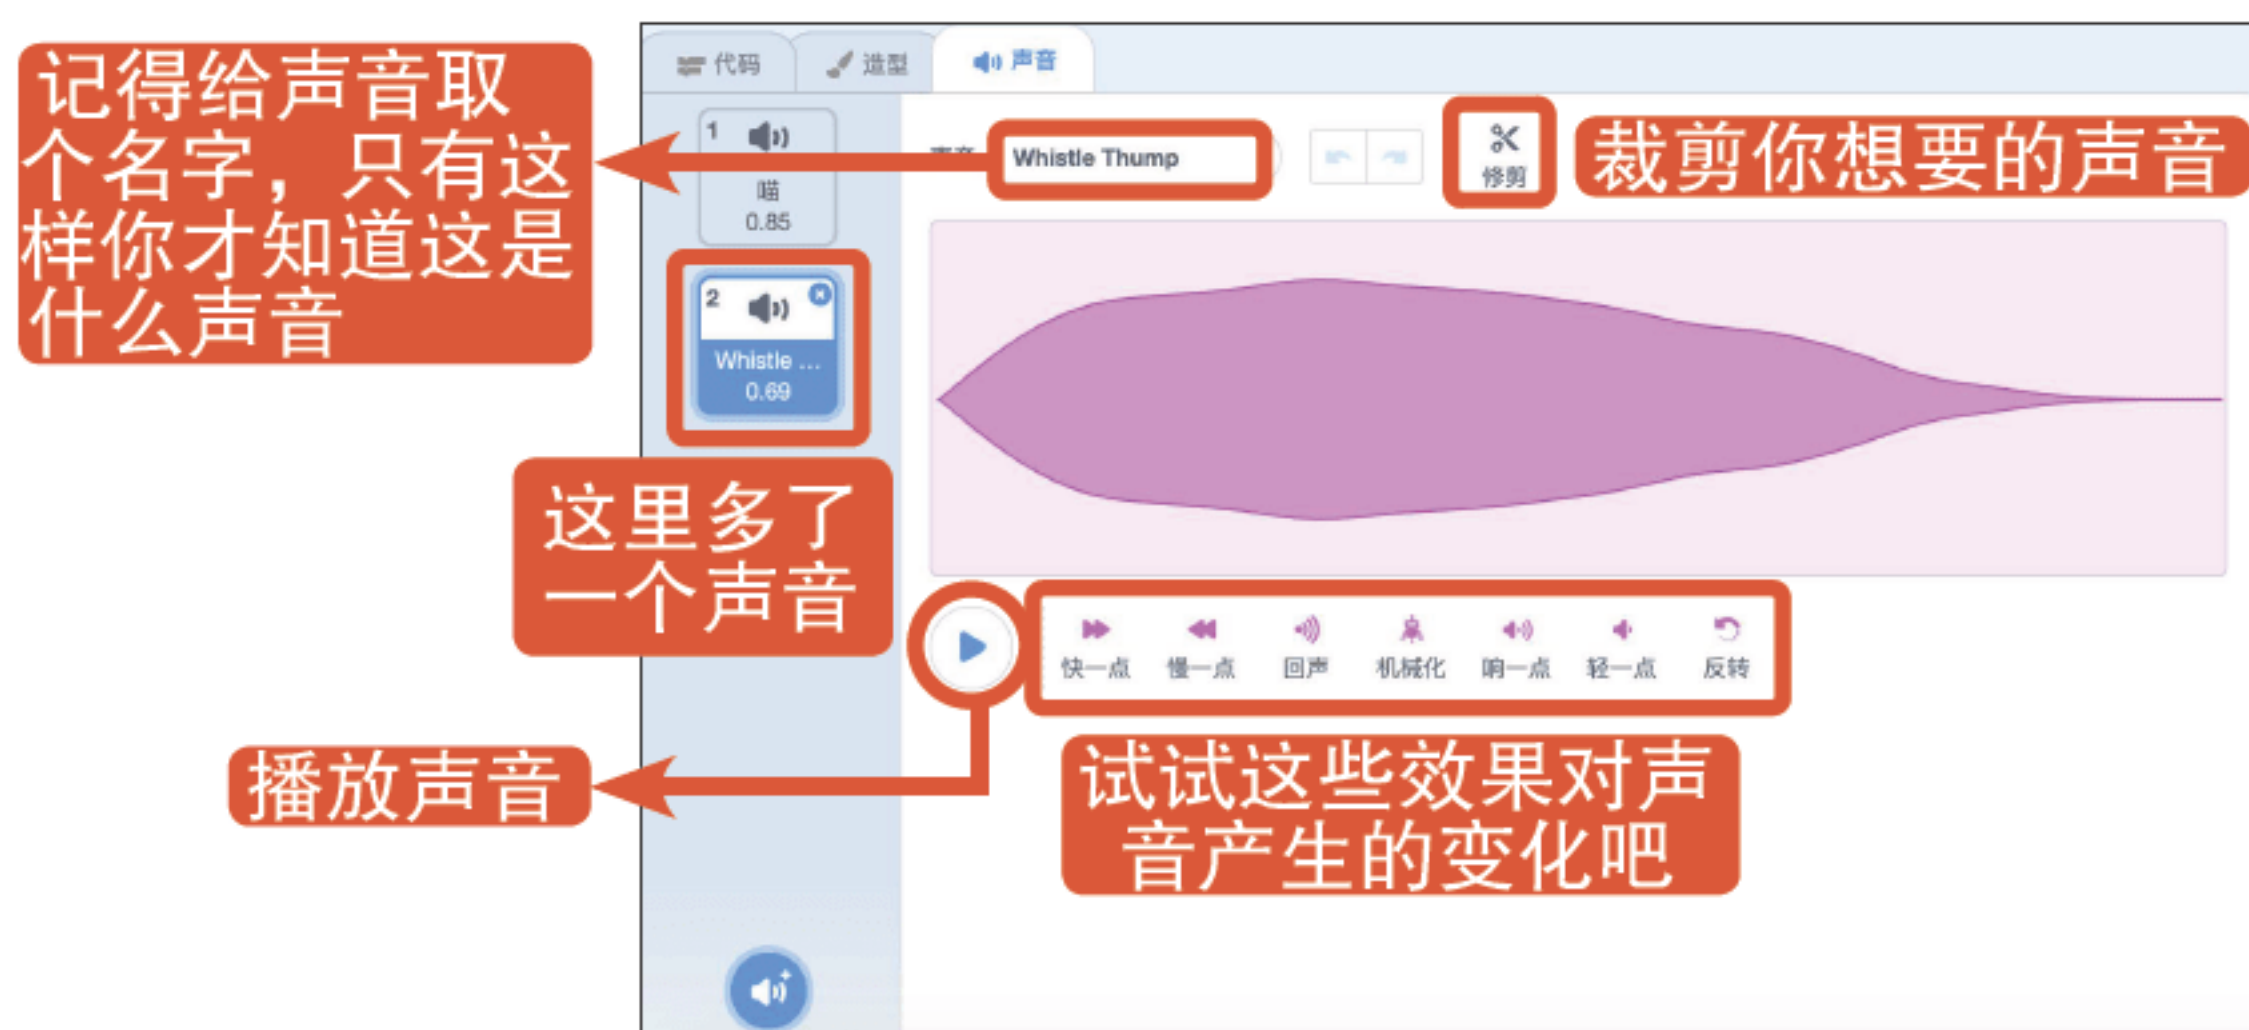 代码 造型 声音
记得给声音取
个名字，只有这
样你才知道这是
什么声音
1
喵
0.85
声音
Whistle Thump
修剪
裁剪你想要的声音
2
Whistle ...
0.69
这里多了
一个声音
快一点 慢一点 回声 机械化 响一点 轻一点 反转
播放声音
试试这些效果对声
音产生的变化吧